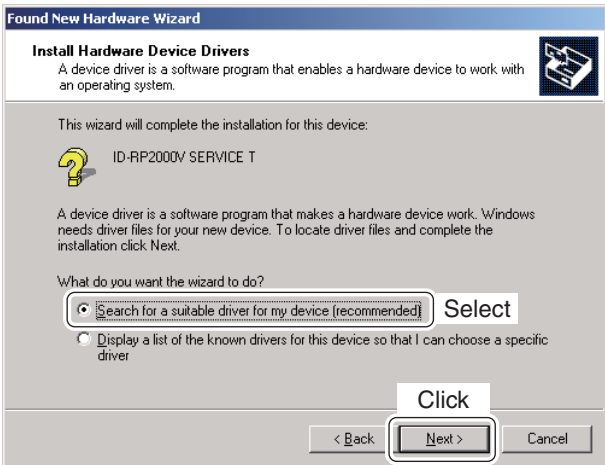 Found New Hardware Wizard
Install Hardware Device Drivers
A device driver is a software program that enables a hardware device to work with
an operating system.
This wizard will complete the installation for this device:
ID-RP2000V SERVICE T
A device driver is a software program that makes a hardware device work. Windows
needs driver files for your new device. To locate driver files and complete the
installation click Next.
What do you want the wizard to do?
Search for a suitable driver for my device (recommended) Select
Display a list of the known drivers for this device so that I can choose a specific
driver
Click
< Back Next > Cancel